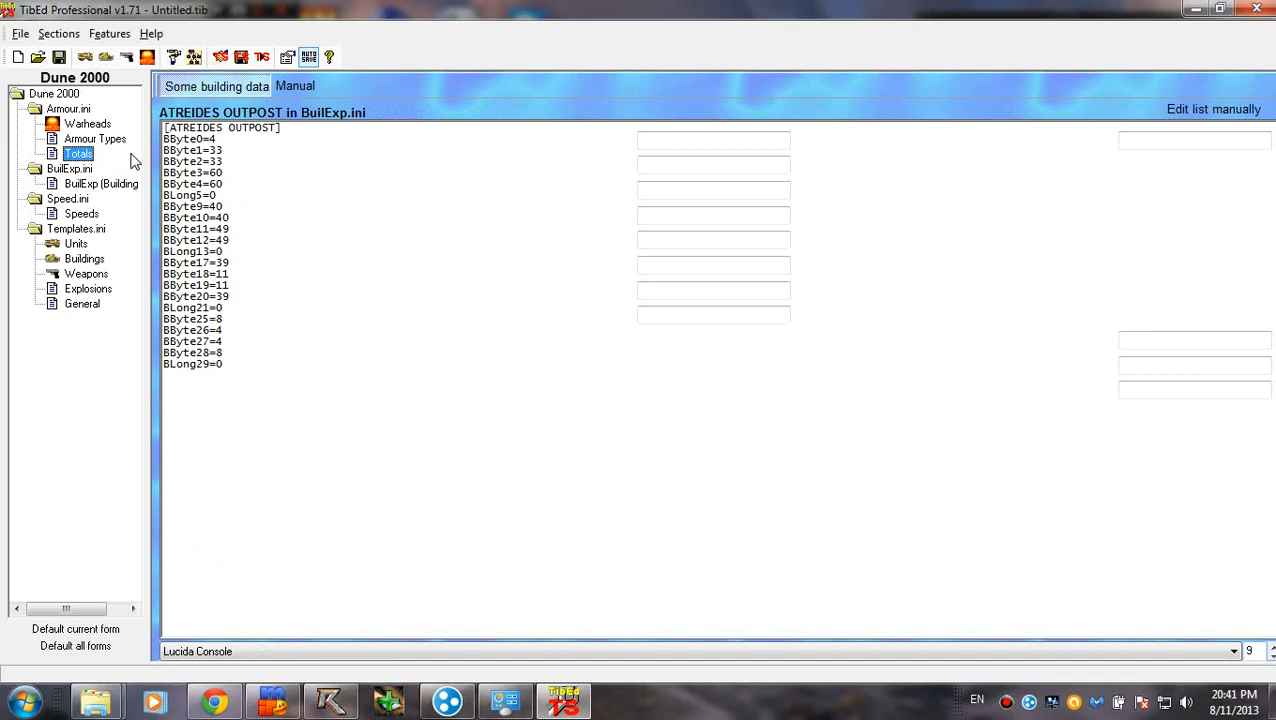 TibEd Professional v1.71 - Untitled.tib
File Sections Features Help
AUTO SAVE
Dune 2000
Some building data Manual
Dune 2000
Armour.ini
Warheads
Armour Types
Totals
BuilExp.ini
BuilExp (Building
Speed.ini
Speeds
Templates.ini
Units
Buildings
Weapons
Explosions
General
ATREIDES OUTPOST in BuilExp.ini
Edit list manually
[ATREIDES OUTPOST]
BByte0=4
BByte1=33
BByte2=33
BByte3=60
BByte4=60
BLong5=0
BByte9=40
BByte10=40
BByte11=49
BByte12=49
BLong13=0
BByte17=39
BByte18=11
BByte19=11
BByte20=39
BLong21=0
BByte25=8
BByte26=4
BByte27=4
BByte28=8
BLong29=0
Default current form
Default all forms
Lucida Console
9
EN
20:41 PM
8/11/2013